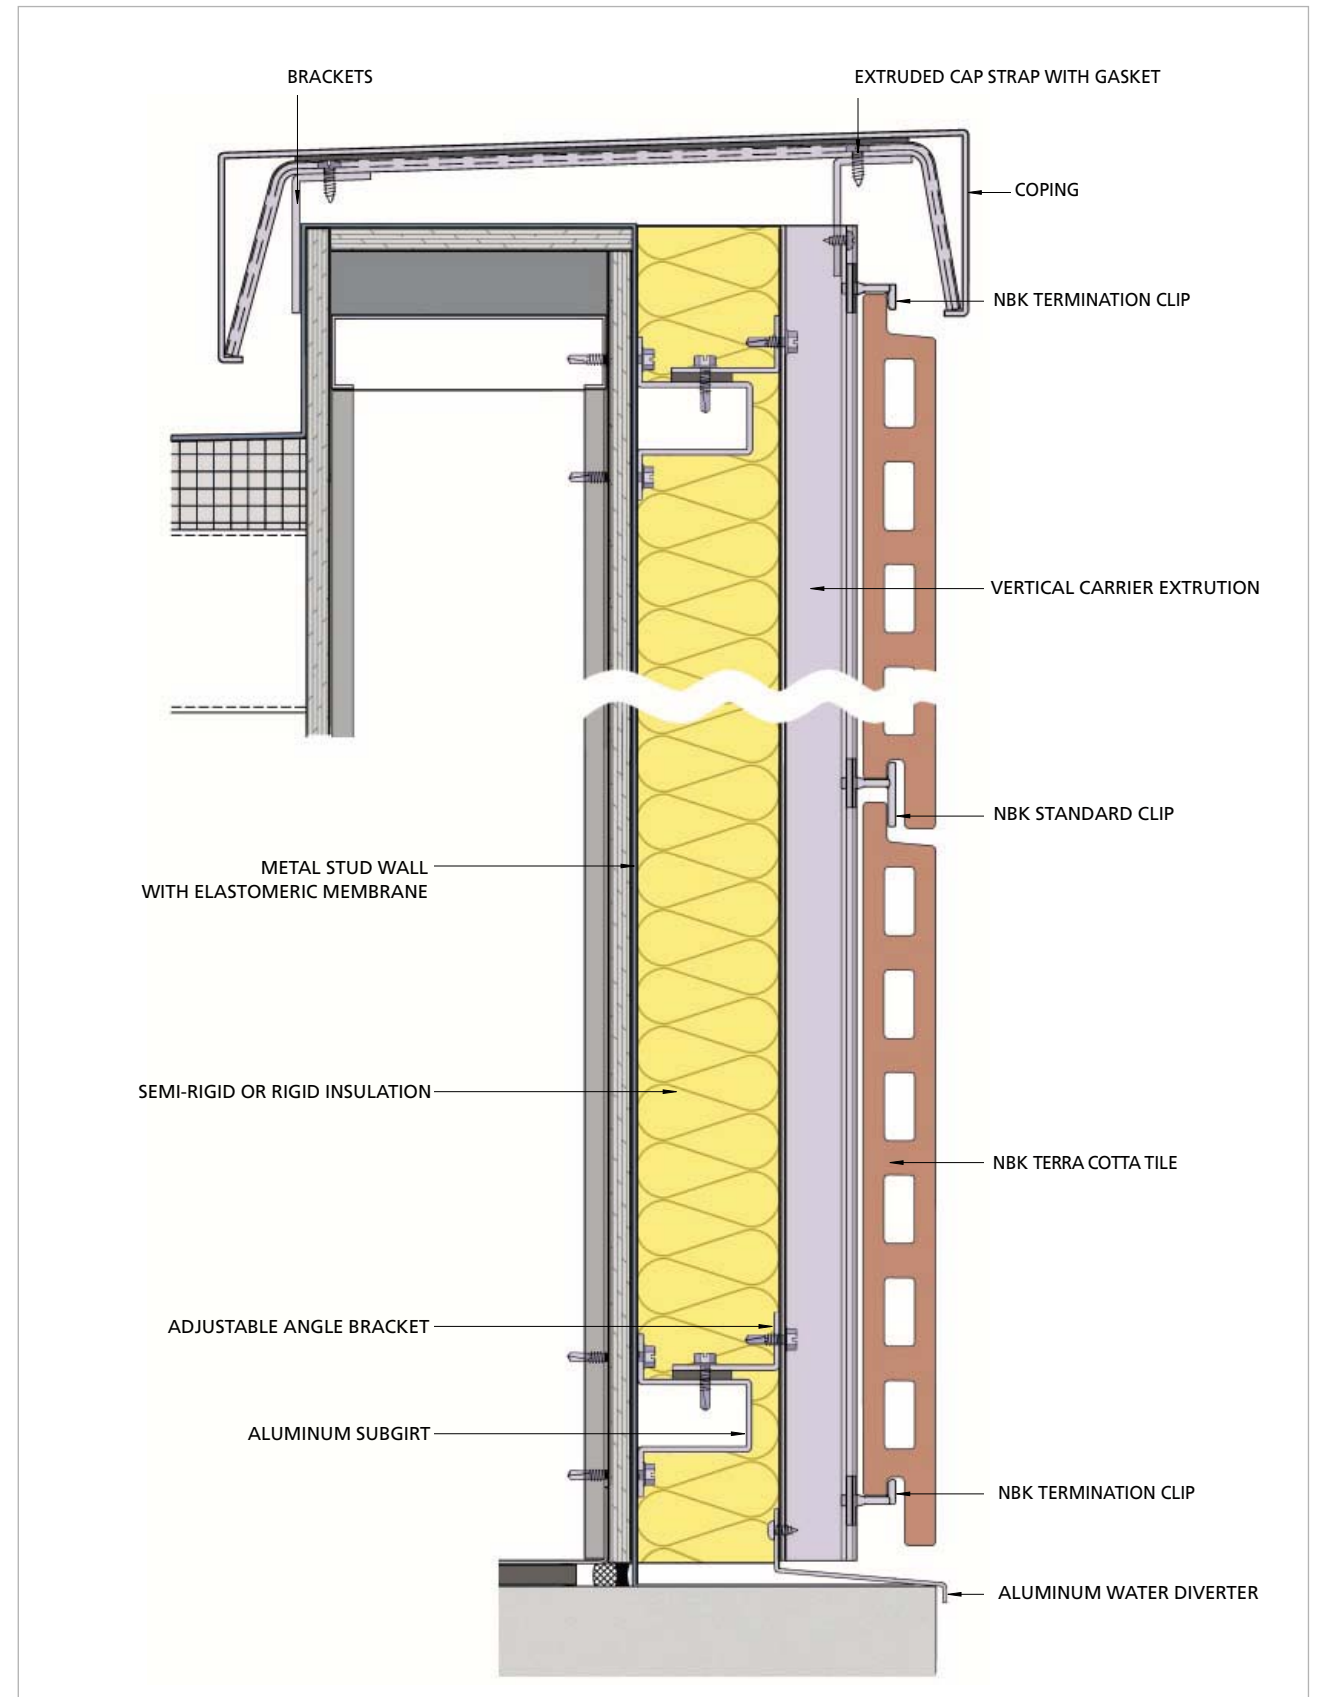 BRACKETS
EXTRUDED CAP STRAP WITH GASKET
COPING
NBK TERMINATION CLIP
VERTICAL CARRIER EXTRUTION
NBK STANDARD CLIP
METAL STUD WALL
WITH ELASTOMERIC MEMBRANE
SEMI-RIGID OR RIGID INSULATION
NBK TERRA COTTA TILE
ADJUSTABLE ANGLE BRACKET
ALUMINUM SUBGIRT
NBK TERMINATION CLIP
ALUMINUM WATER DIVERTER